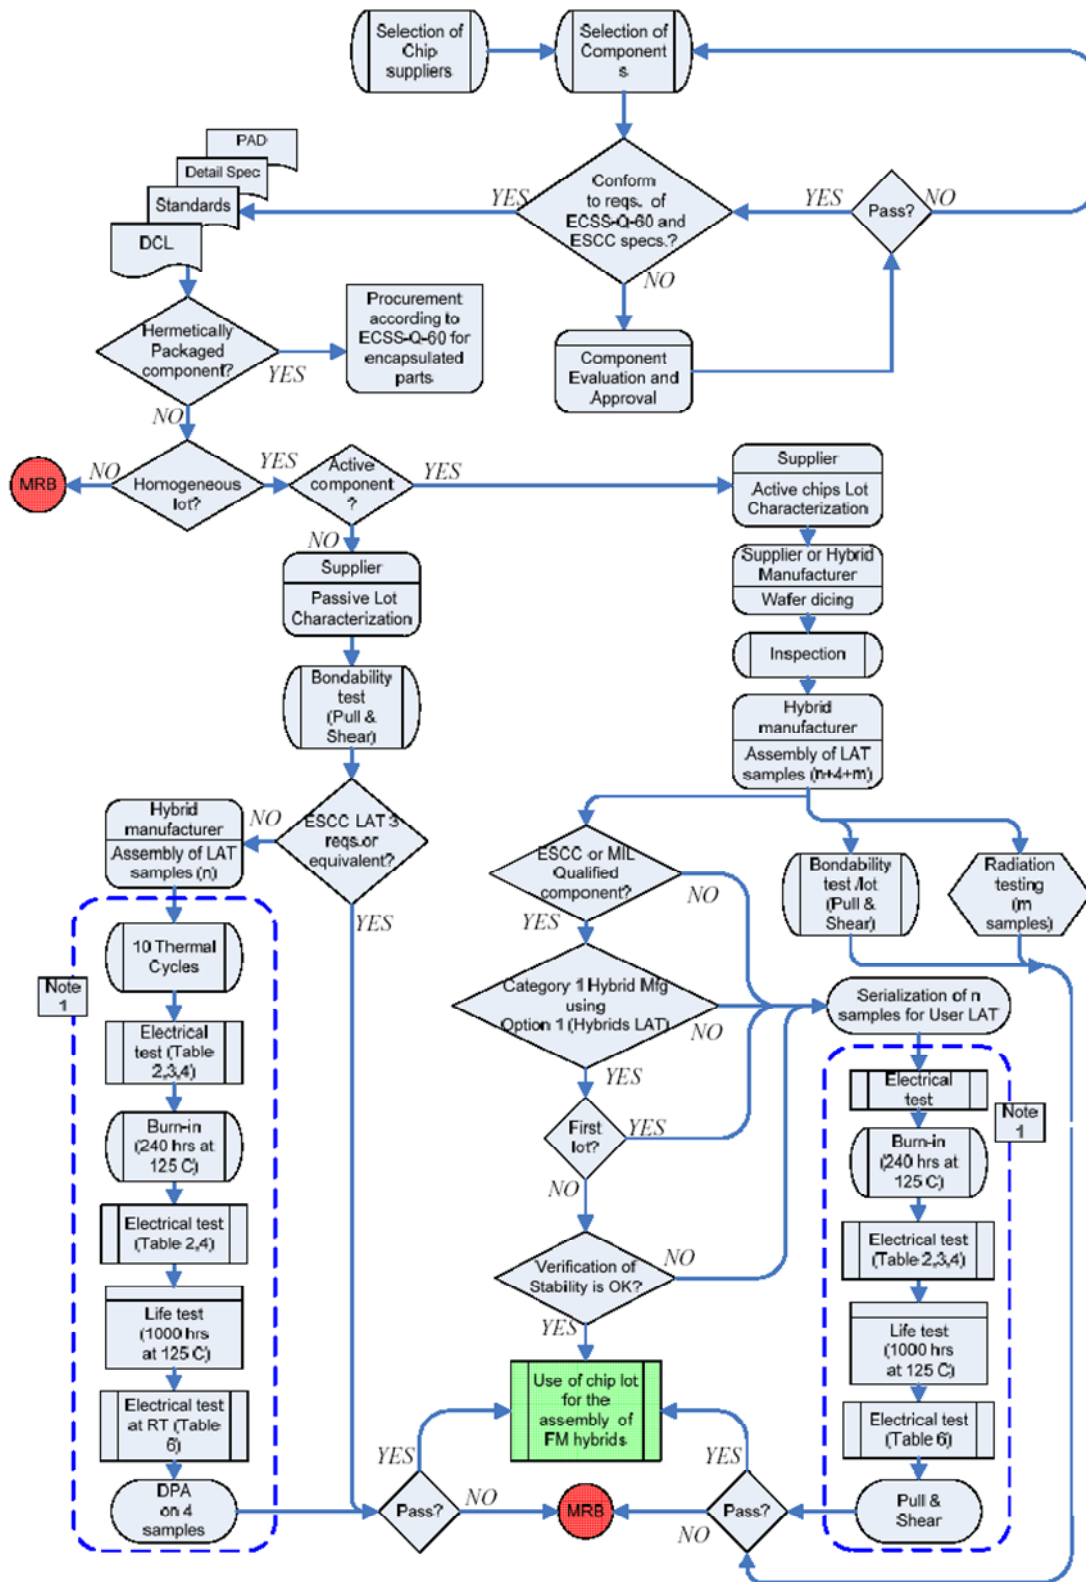 Selection of
Chip
suppliers
Selection of
Component
s
PAD
Detail Spec
Standards
DCL
YES
Conform
to reqs. of
ECSS-Q-60 and
ESCC specs.?
YES
Pass?
NO
NO
Hermetically
Packaged
component?
YES
Procurement
according to
ECSS-Q-60 for
encapsulated
parts
Component
Evaluation and
Approval
NO
MRB
NO
Homogeneous
lot?
YES
Active
component
?
YES
Supplier
Active chips Lot
Characterization
NO
Supplier
Passive Lot
Characterization
Supplier or Hybrid
Manufacturer
Wafer dicing
Inspection
Bondability
test
(Pull &
Shear)
Hybrid
manufacturer
Assembly of LAT
samples (n+4+m)
Hybrid
manufacturer
Assembly of LAT
samples (n)
NO
ESCC LAT 3
reqs.or
equivalent?
YES
ESCC or MIL
Qualified
component?
NO
YES
Bondability
test /lot
(Pull &
Shear)
Radiation
testing
(m
samples)
Note
1
10 Thermal
Cycles
Category 1 Hybrid Mfg
using
Option 1 (Hybrids LAT)
NO
YES
Serialization of n
samples for User LAT
Electrical
test (Table
2,3,4)
Electrical
test
Note
1
Burn-in
(240 hrs at
125 C)
First
lot?
YES
NO
Burn-in
(240 hrs at
125 C)
Electrical test
(Table 2,4)
Verification of
Stability is OK?
NO
YES
Electrical test
(Table 2,3,4)
Life test
(1000 hrs
at 125 C)
Life test
(1000 hrs
at 125 C)
Use of chip lot
for the
assembly of
FM hybrids
Electrical test
at RT (Table
6)
Electrical test
(Table 6)
YES
YES
DPA
on 4
samples
Pass?
NO
MRB
NO
Pass?
Pull &
Shear